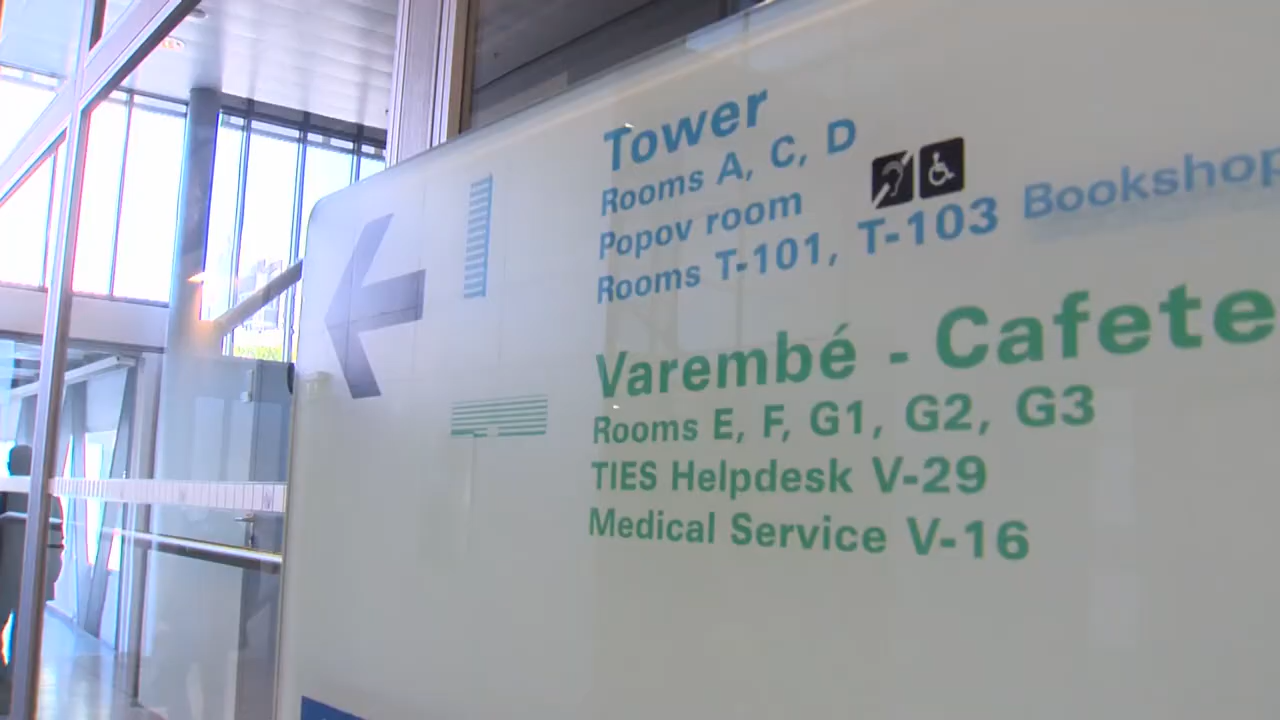 Tower
Rooms A, C, D
Popov room
Rooms T-101, T-103 Bookshop
Varembé - Cafete
Rooms E, F, G1, G2, G3
TIES Helpdesk V-29
Medical Service V-16